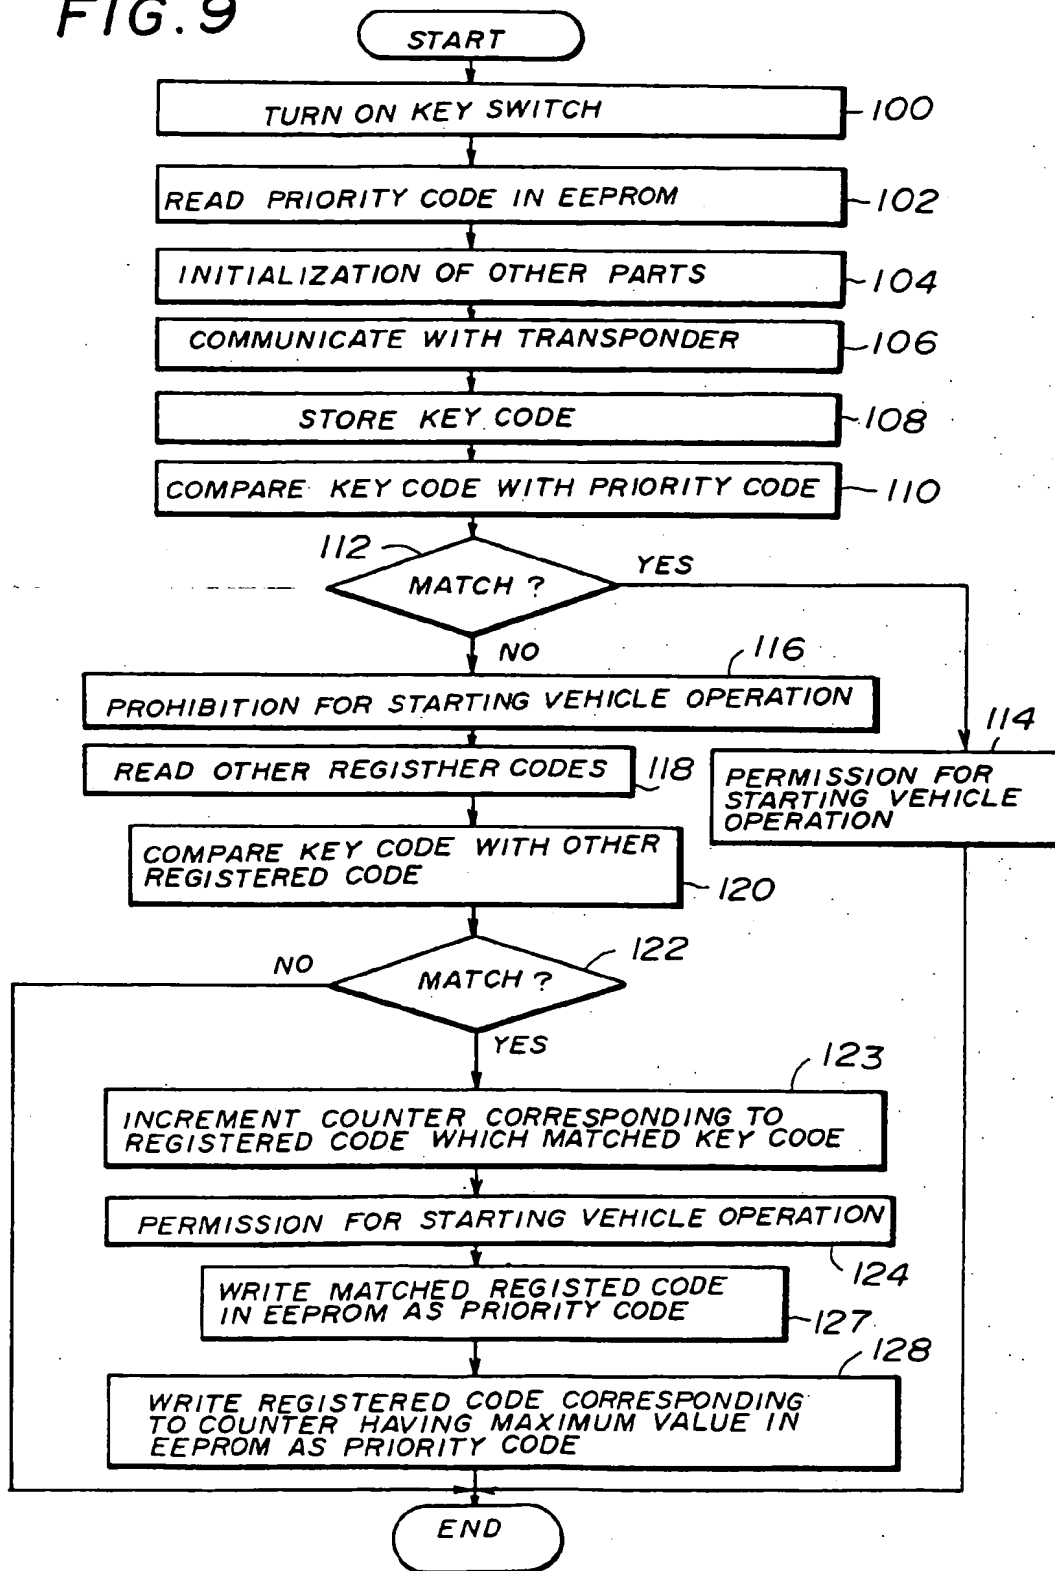 FIG. 9
START
TURN ON KEY SWITCH
100
READ PRIORITY CODE IN EEPROM
102
INITIALIZATION OF OTHER PARTS
104
COMMUNICATE WITH TRANSPONDER
106
STORE KEY CODE
108
COMPARE KEY CODE WITH PRIORITY CODE
110
112
MATCH ?
YES
NO
116
PROHIBITION FOR STARTING VEHICLE OPERATION
114
READ OTHER REGISTHER CODES
118
PERMISSION FOR
STARTING VEHICLE
OPERATION
COMPARE KEY CODE WITH OTHER
REGISTERED CODE
120
122
NO
MATCH ?
YES
123
INCREMENT COUNTER CORRESPONDING TO
REGISTERED CODE WHICH MATCHED KEY COOE
PERMISSION FOR STARTING VEHICLE OPERATION
124
WRITE MATCHED REGISTED CODE
IN EEPROM AS PRIORITY CODE
127
128
WRITE REGISTERED CODE CORRESPONDING
TO COUNTER HAVING MAXIMUM VALUE IN
EEPROM AS PRIORITY CODE
END